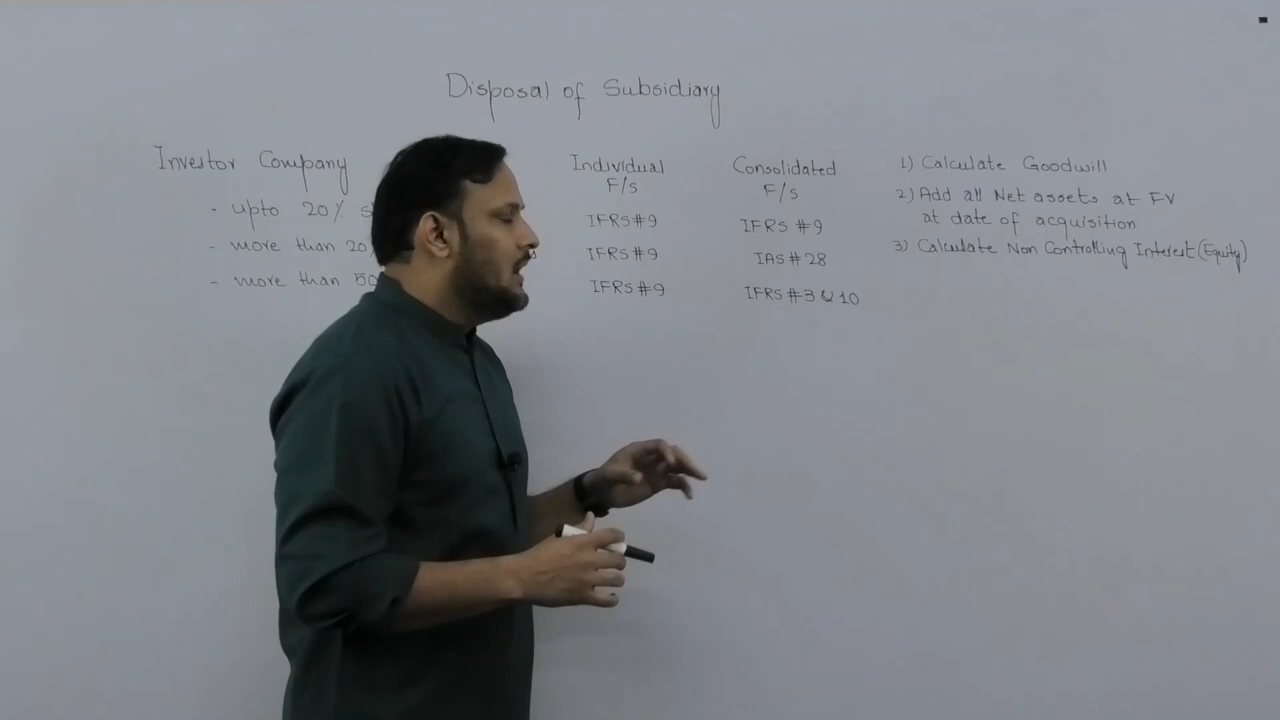 Disposal of Subsidiary
Investor Company
- upto 20%
- more than 20
- more than 50
Individual
F/s
IFRS #9
IFRS #9
IFRS #9
Consolidated
F/s
IFRS #9
IAS # 28
IFRS #3 & 10
1) Calculate Goodwill
2) Add all Net assets at FV
at date of acquisition
3) Calculate Non Controlling Interest (Equity)